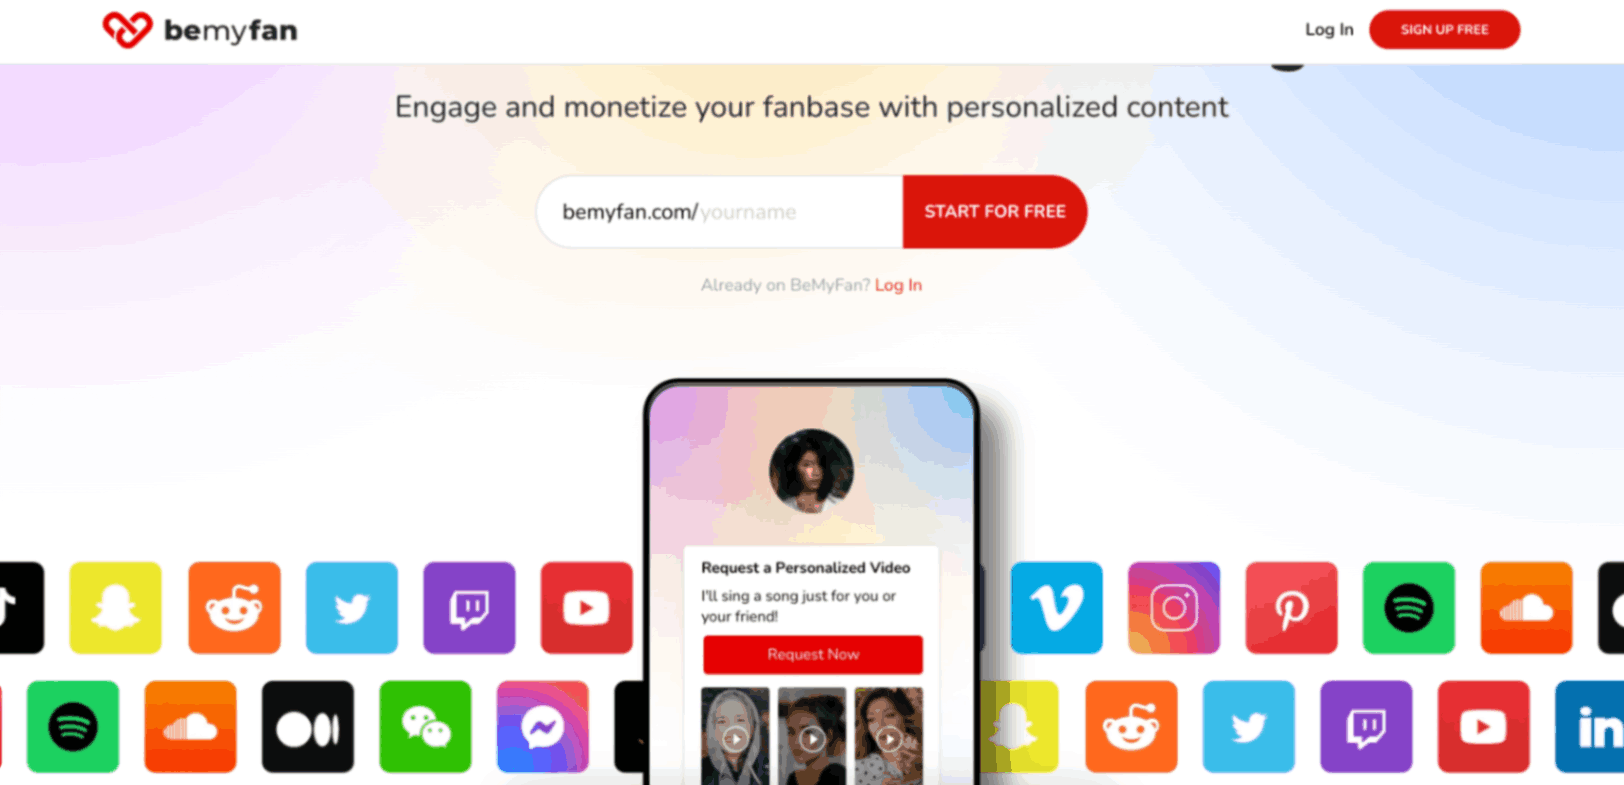 bemyfan
Log In
SIGN UP FREE
Engage and monetize your fanbase with personalized content
bemyfan.com/yourname
START FOR FREE
Already on BeMyFan? Log In
Request a Personalized Video
I'll sing a song just for you or
your friend!
Request Now
in